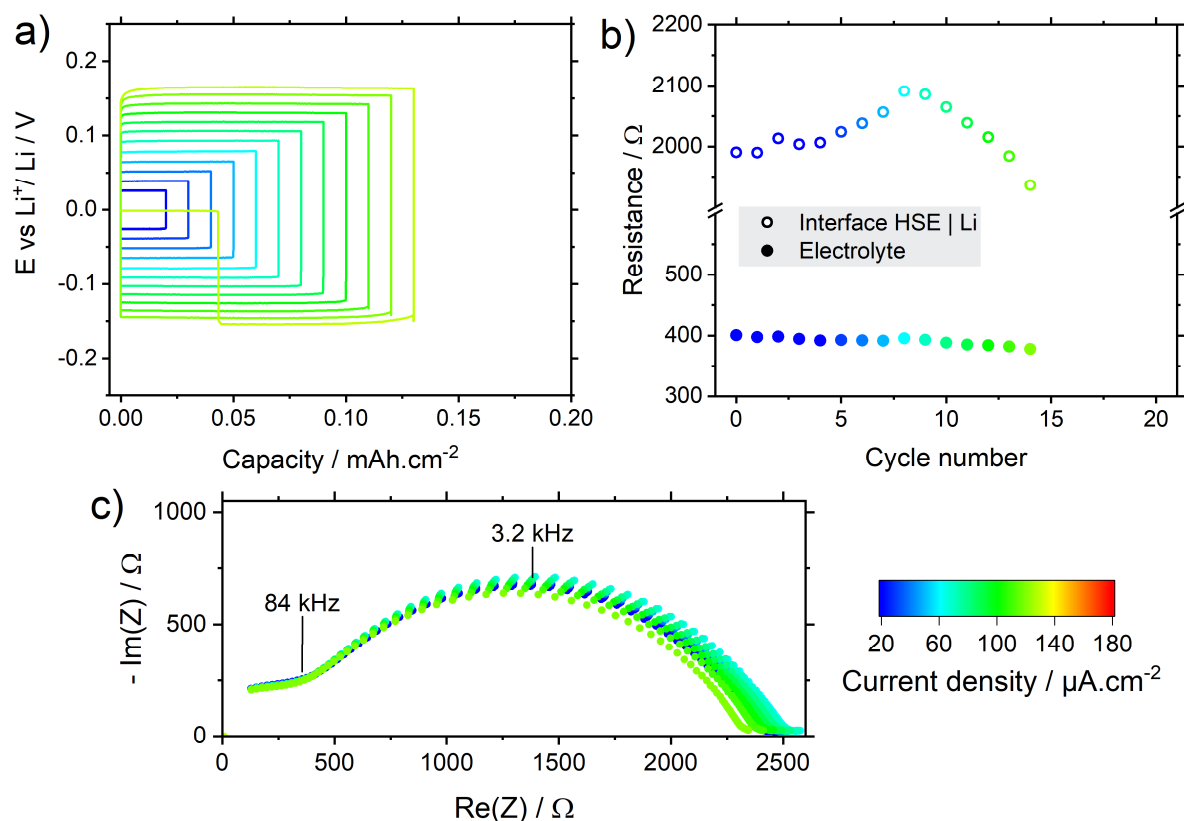 a)
0.2
0.1
0.0
-0.1
-0.2
E vs Li⁺/ Li / V
0.00
0.05
0.10
0.15
0.20
Capacity / mAh.cm⁻²
b)
2200
2100
2000
500
400
300
Resistance / Ω
Interface HSE | Li
Electrolyte
0
5
10
15
20
Cycle number
c)
1000
500
0
- Im(Z) / Ω
84 kHz
3.2 kHz
0
500
1000
1500
2000
2500
Re(Z) / Ω
20
60
100
140
180
Current density / µA.cm⁻²